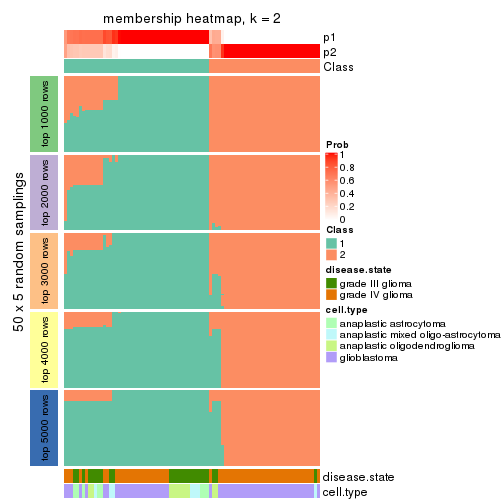 membership heatmap, k = 2
p1
p2
Class
50 x 5 random samplings
top 1000 rows
top 2000 rows
top 3000 rows
top 4000 rows
top 5000 rows
Prob
1
0.8
0.6
0.4
0.2
0
Class
1
2
disease.state
grade III glioma
grade IV glioma
cell.type
anaplastic astrocytoma
anaplastic mixed oligo-astrocytoma
anaplastic oligodendroglioma
glioblastoma
disease.state
cell.type